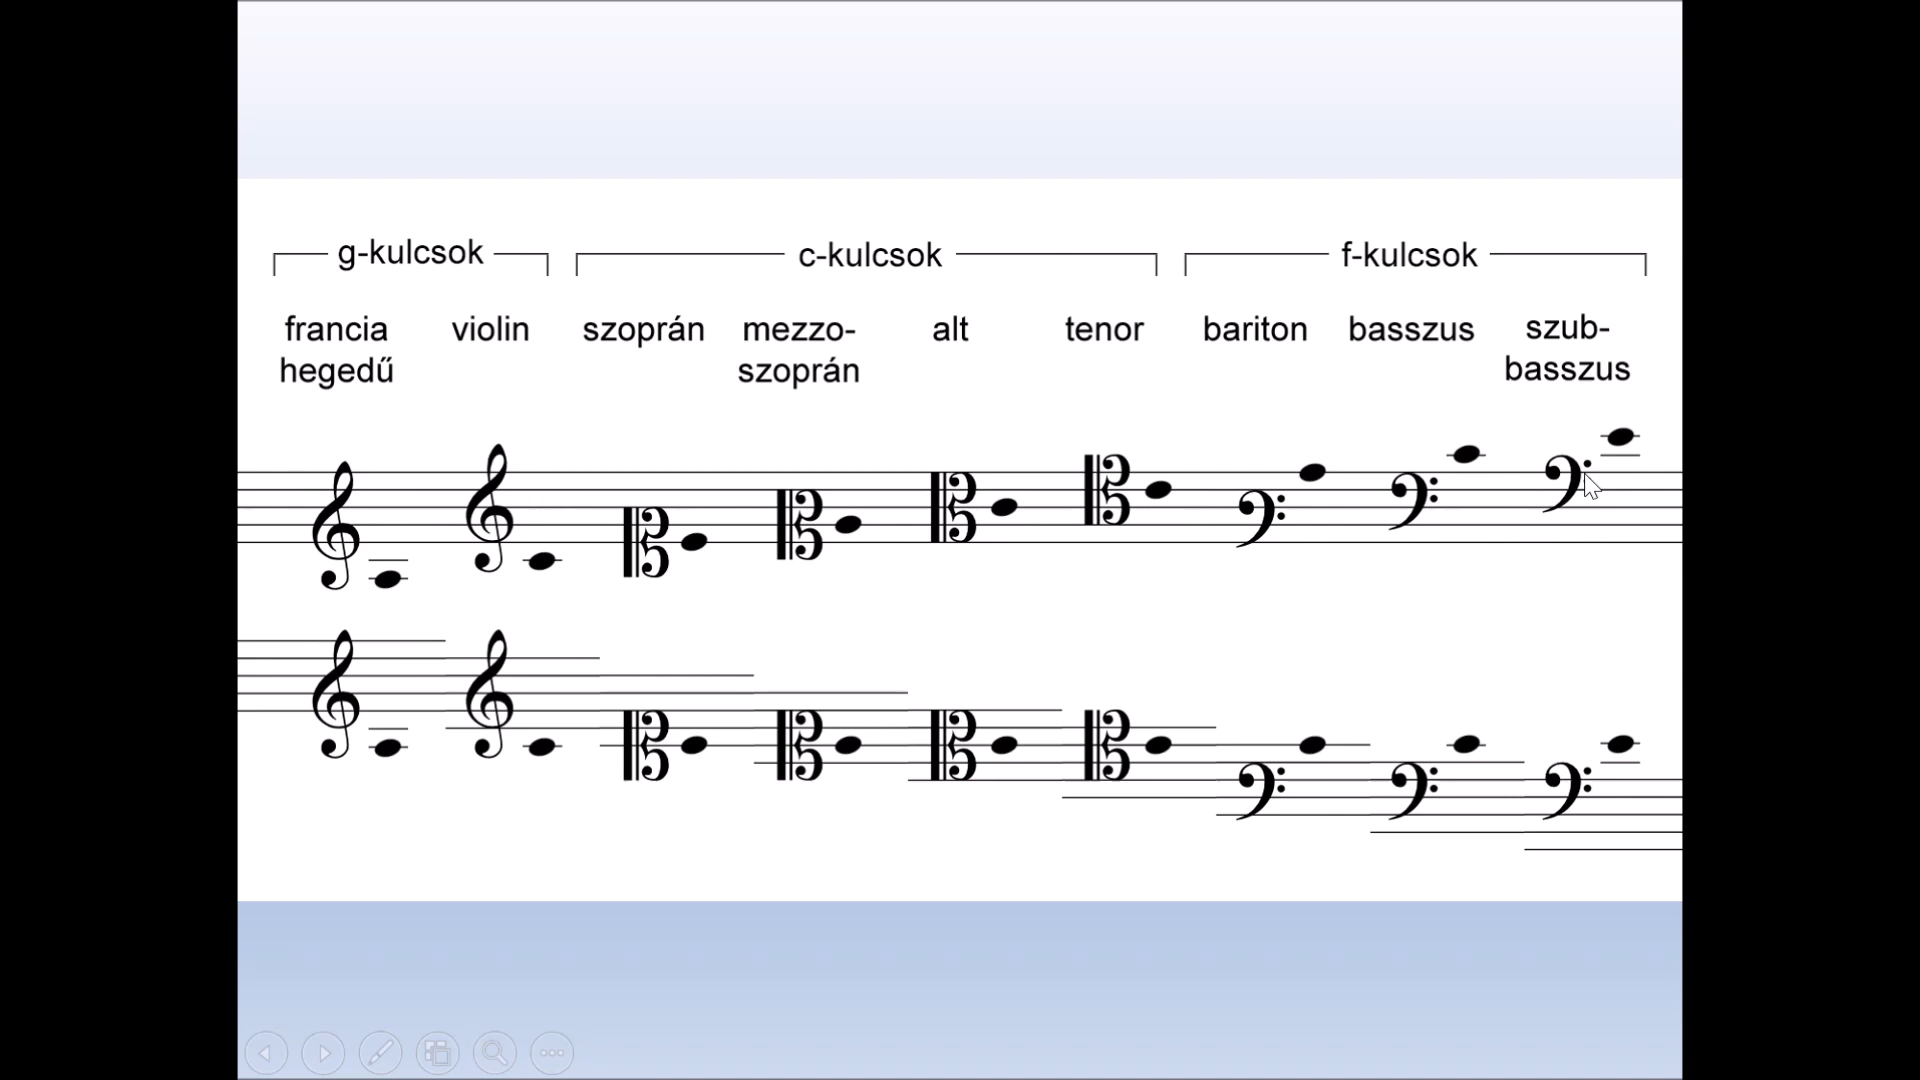 g-kulcsok c-kulcsok f-kulcsok
francia violin szoprán mezzo- alt tenor bariton basszus szub-
hegedű szoprán basszus